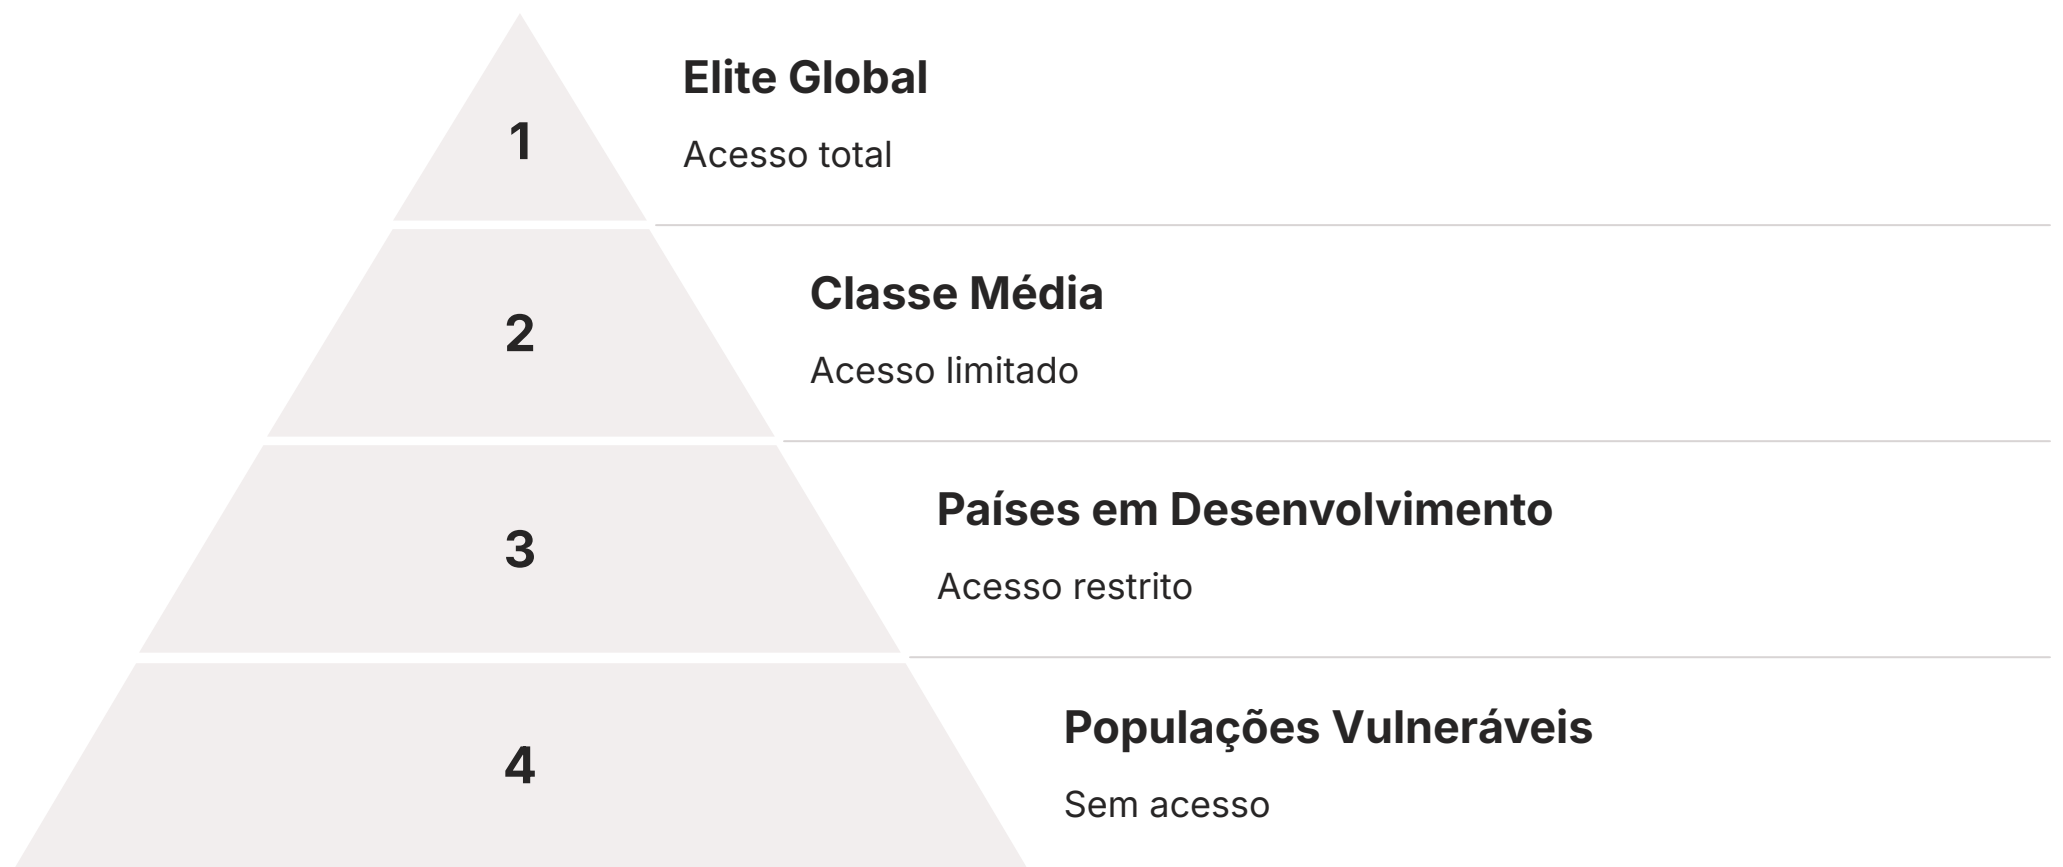 1
Elite Global
Acesso total
2
Classe Média
Acesso limitado
3
Países em Desenvolvimento
Acesso restrito
4
Populações Vulneráveis
Sem acesso